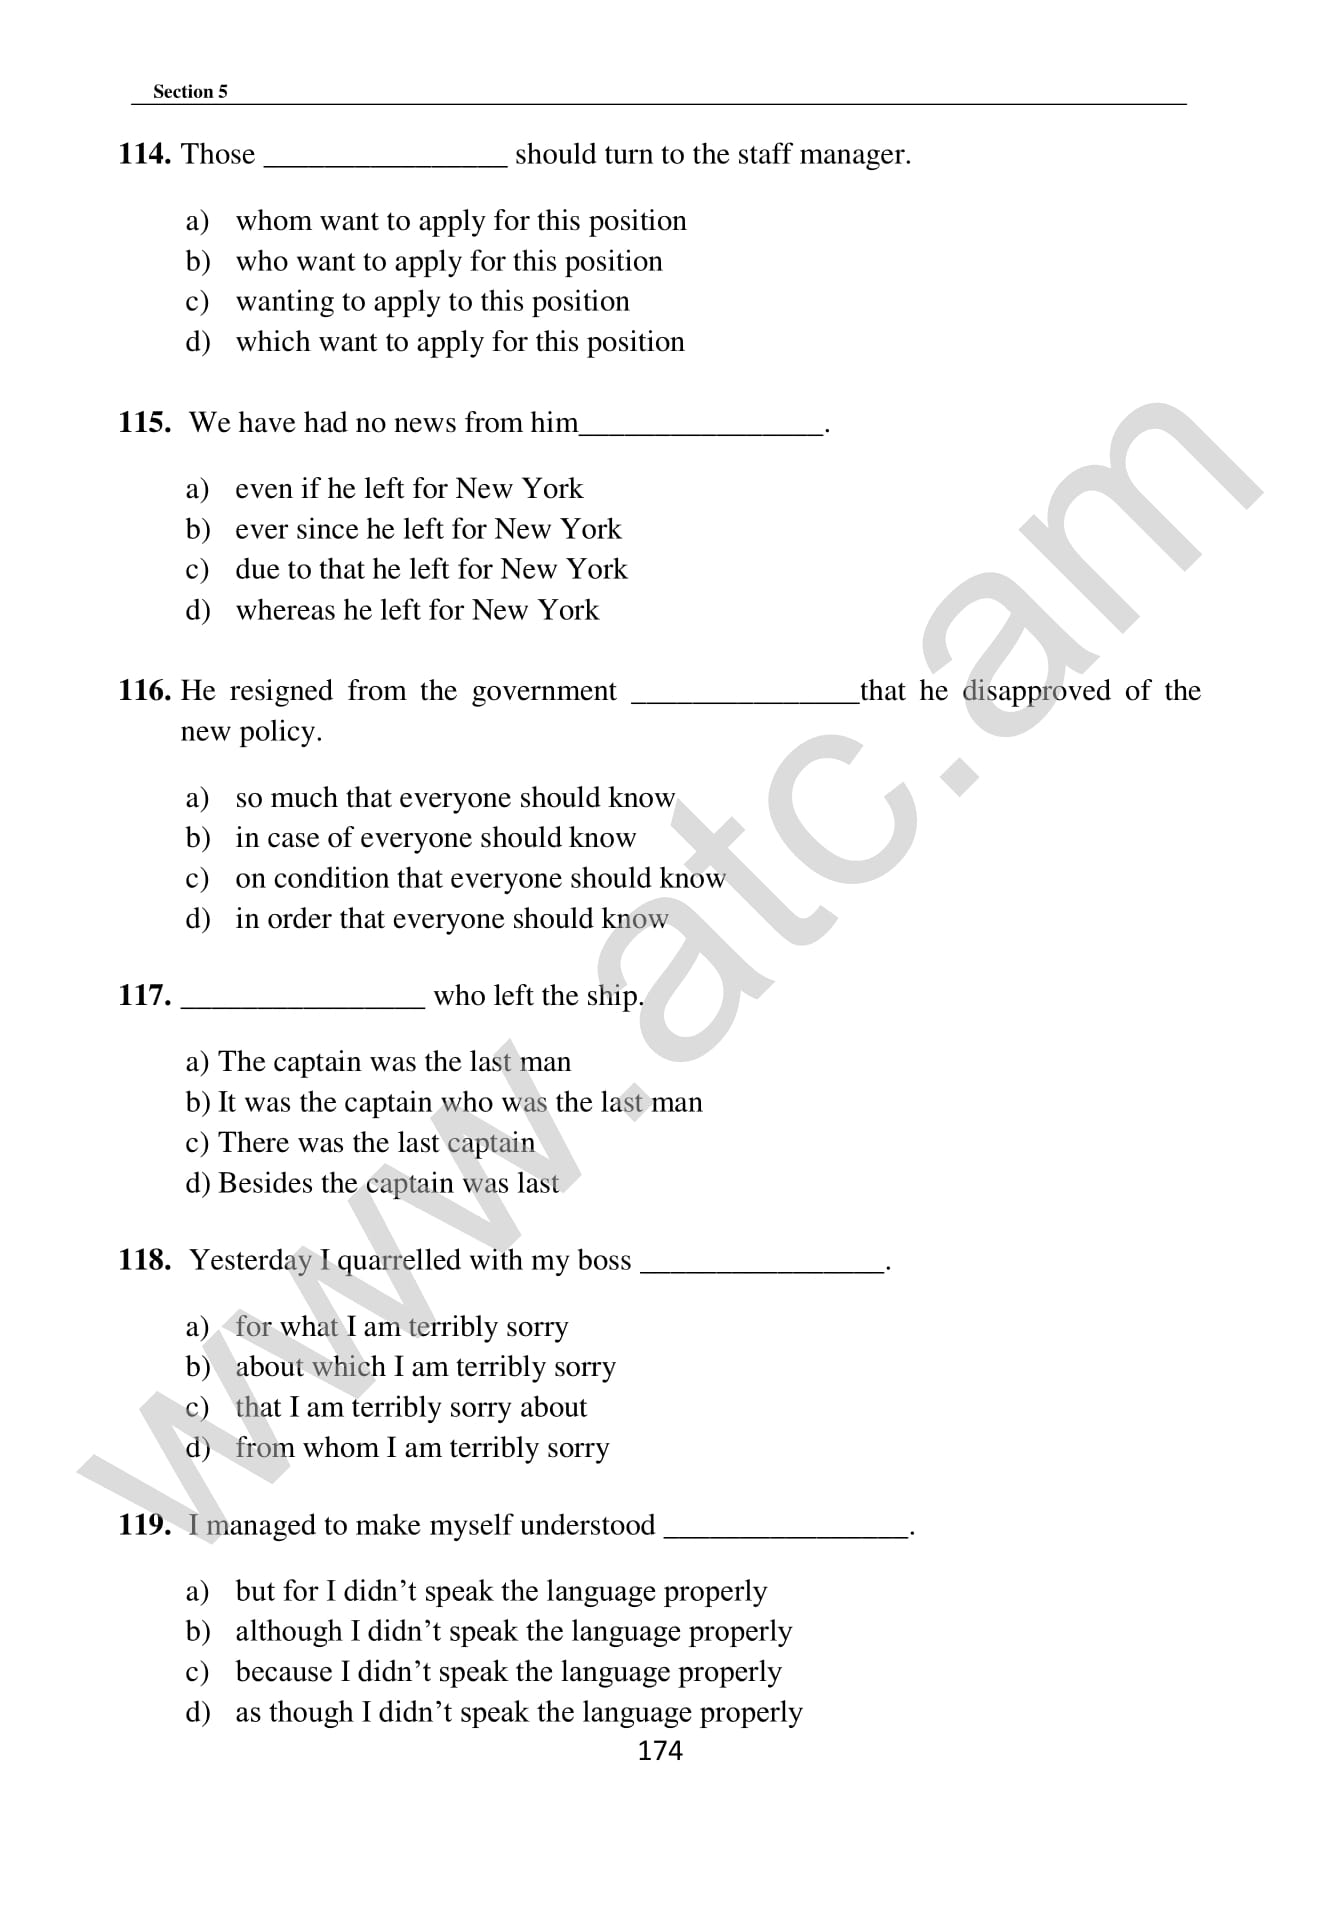 Section 5
114. Those ________________ should turn to the staff manager.
a) whom want to apply for this position
b) who want to apply for this position
c) wanting to apply to this position
d) which want to apply for this position
115. We have had no news from him________________.
a) even if he left for New York
b) ever since he left for New York
c) due to that he left for New York
d) whereas he left for New York
116. He resigned from the government _______________that he disapproved of the
new policy.
a) so much that everyone should know
b) in case of everyone should know
c) on condition that everyone should know
d) in order that everyone should know
117. ________________ who left the ship.
a) The captain was the last man
b) It was the captain who was the last man
c) There was the last captain
d) Besides the captain was last
118. Yesterday I quarrelled with my boss ________________.
a) for what I am terribly sorry
b) about which I am terribly sorry
c) that I am terribly sorry about
d) from whom I am terribly sorry
119. I managed to make myself understood ________________.
a) but for I didn’t speak the language properly
b) although I didn’t speak the language properly
c) because I didn’t speak the language properly
d) as though I didn’t speak the language properly
174
www.atc.am